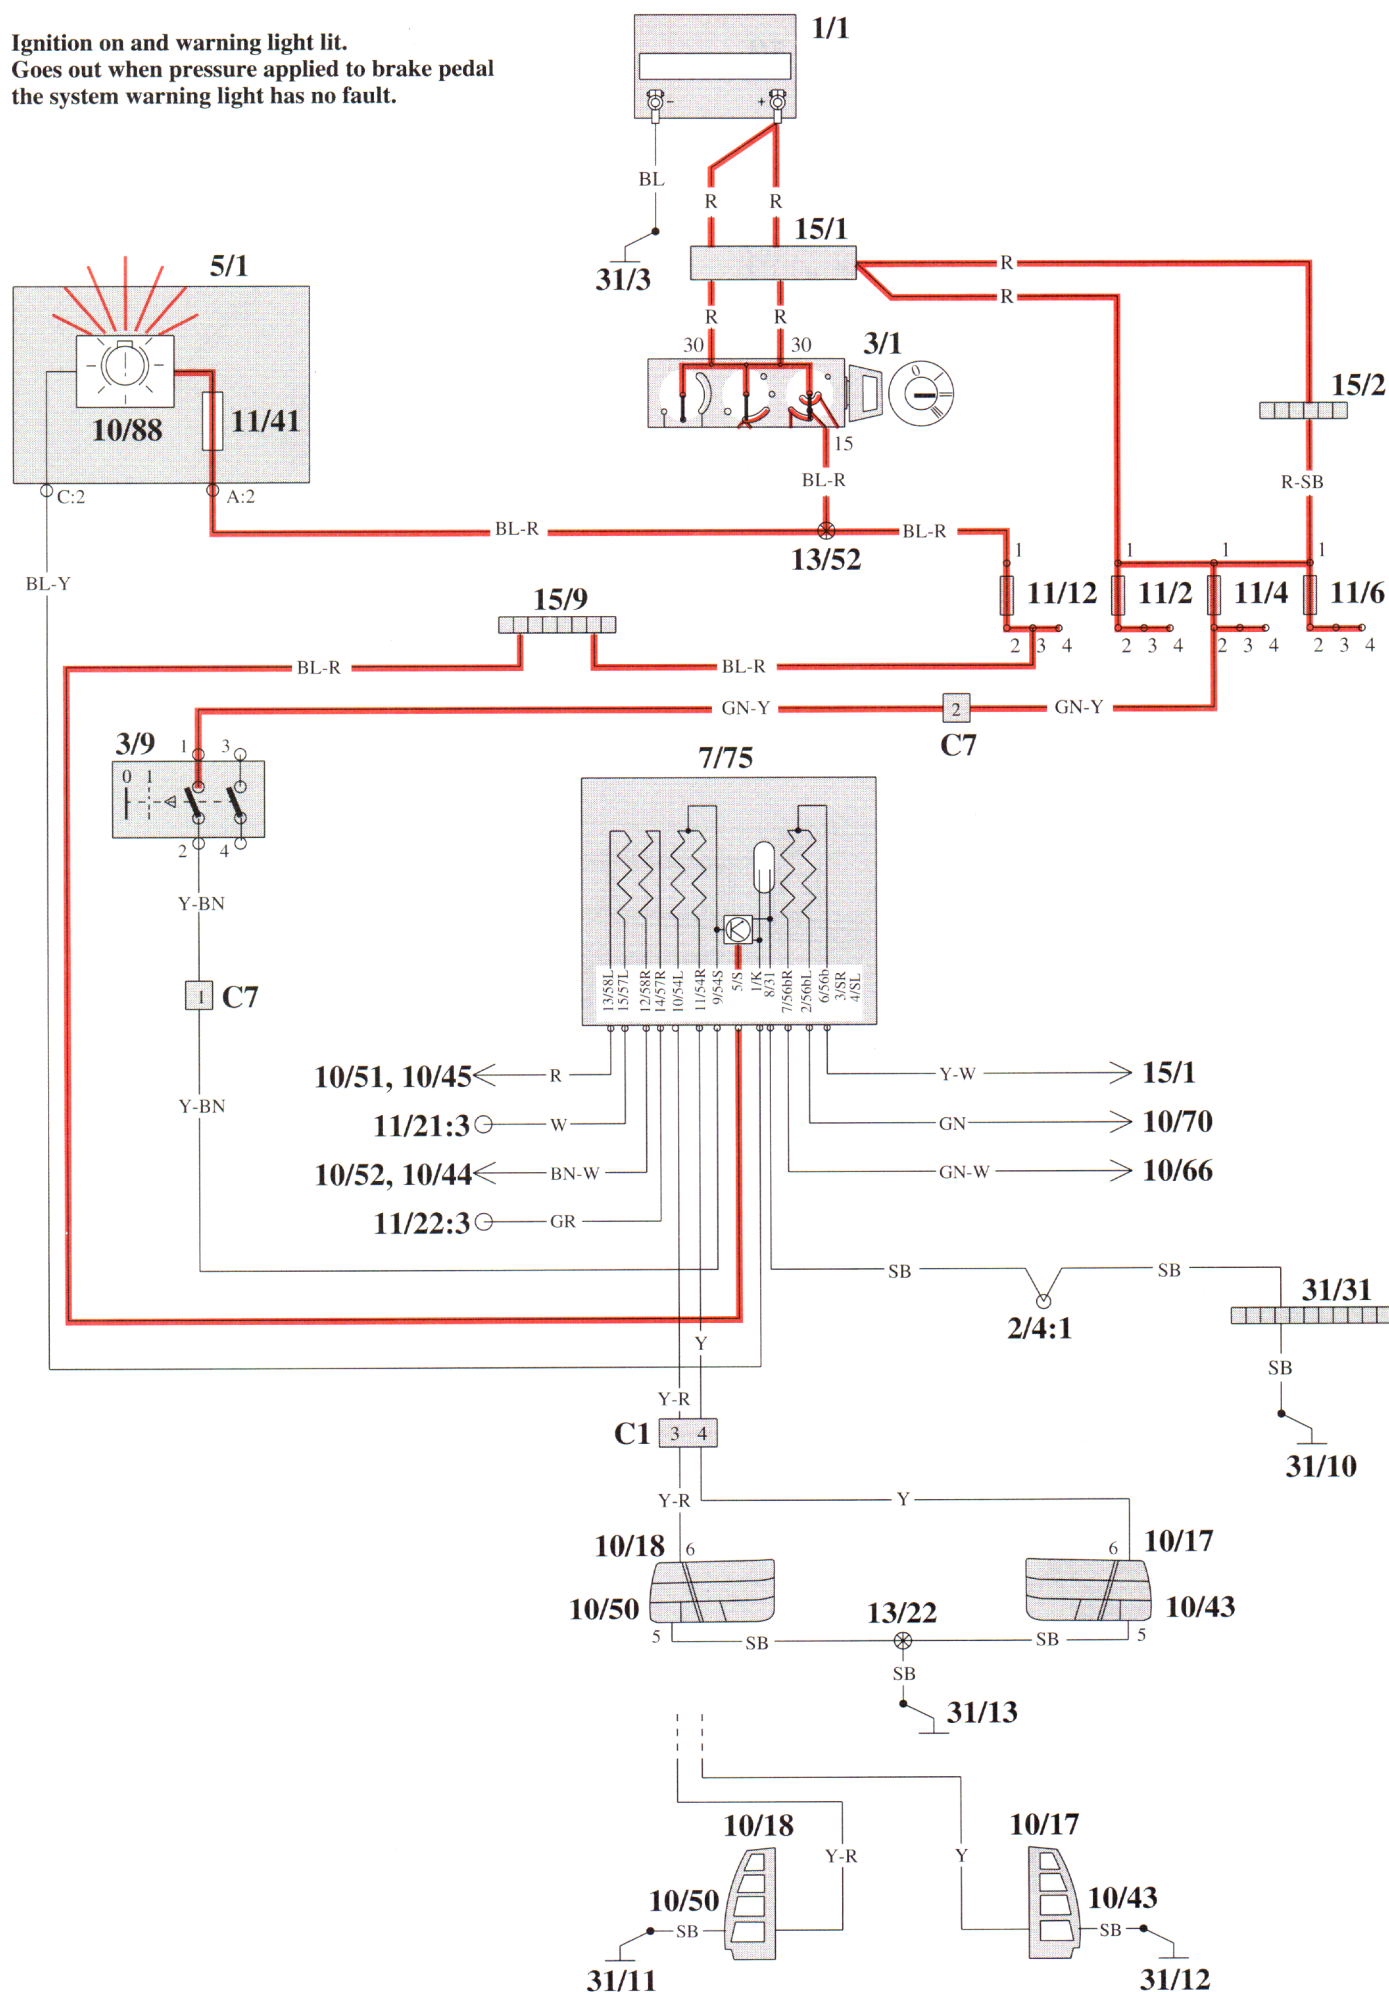 Ignition on and warning light lit.
Goes out when pressure applied to brake pedal
the system warning light has no fault.
1/1
- +
BL
R R
15/1
31/3
R
R
R R
5/1
30 30
3/1
0
15/2
10/88
11/41
15
BL-R
R-SB
C:2
A:2
BL-R
BL-R
13/52
1 1 1 1
BL-Y
15/9
11/12 11/2 11/4 11/6
2 3 4 2 3 4 2 3 4 2 3 4
BL-R
BL-R
GN-Y
2
GN-Y
C7
3/9
1 3
0 1
2 4
7/75
Y-BN
1
C7
13/58L
15/57L
12/58R
14/57R
10/54L
11/54R
9/54S
5/S
1/K
8/31
7/56bR
2/56bL
6/56b
3/SR
4/SL
10/51, 10/45
R
Y-W
15/1
Y-BN
11/21:3
W
GN
10/70
10/52, 10/44
BN-W
GN-W
10/66
11/22:3
GR
SB
SB
31/31
2/4:1
Y
SB
Y-R
C1
3 4
31/10
Y-R
Y
10/18
6
6
10/17
10/50
13/22
10/43
5
SB
SB
5
SB
31/13
10/18
10/17
Y-R
Y
10/50
10/43
SB
SB
31/11
31/12